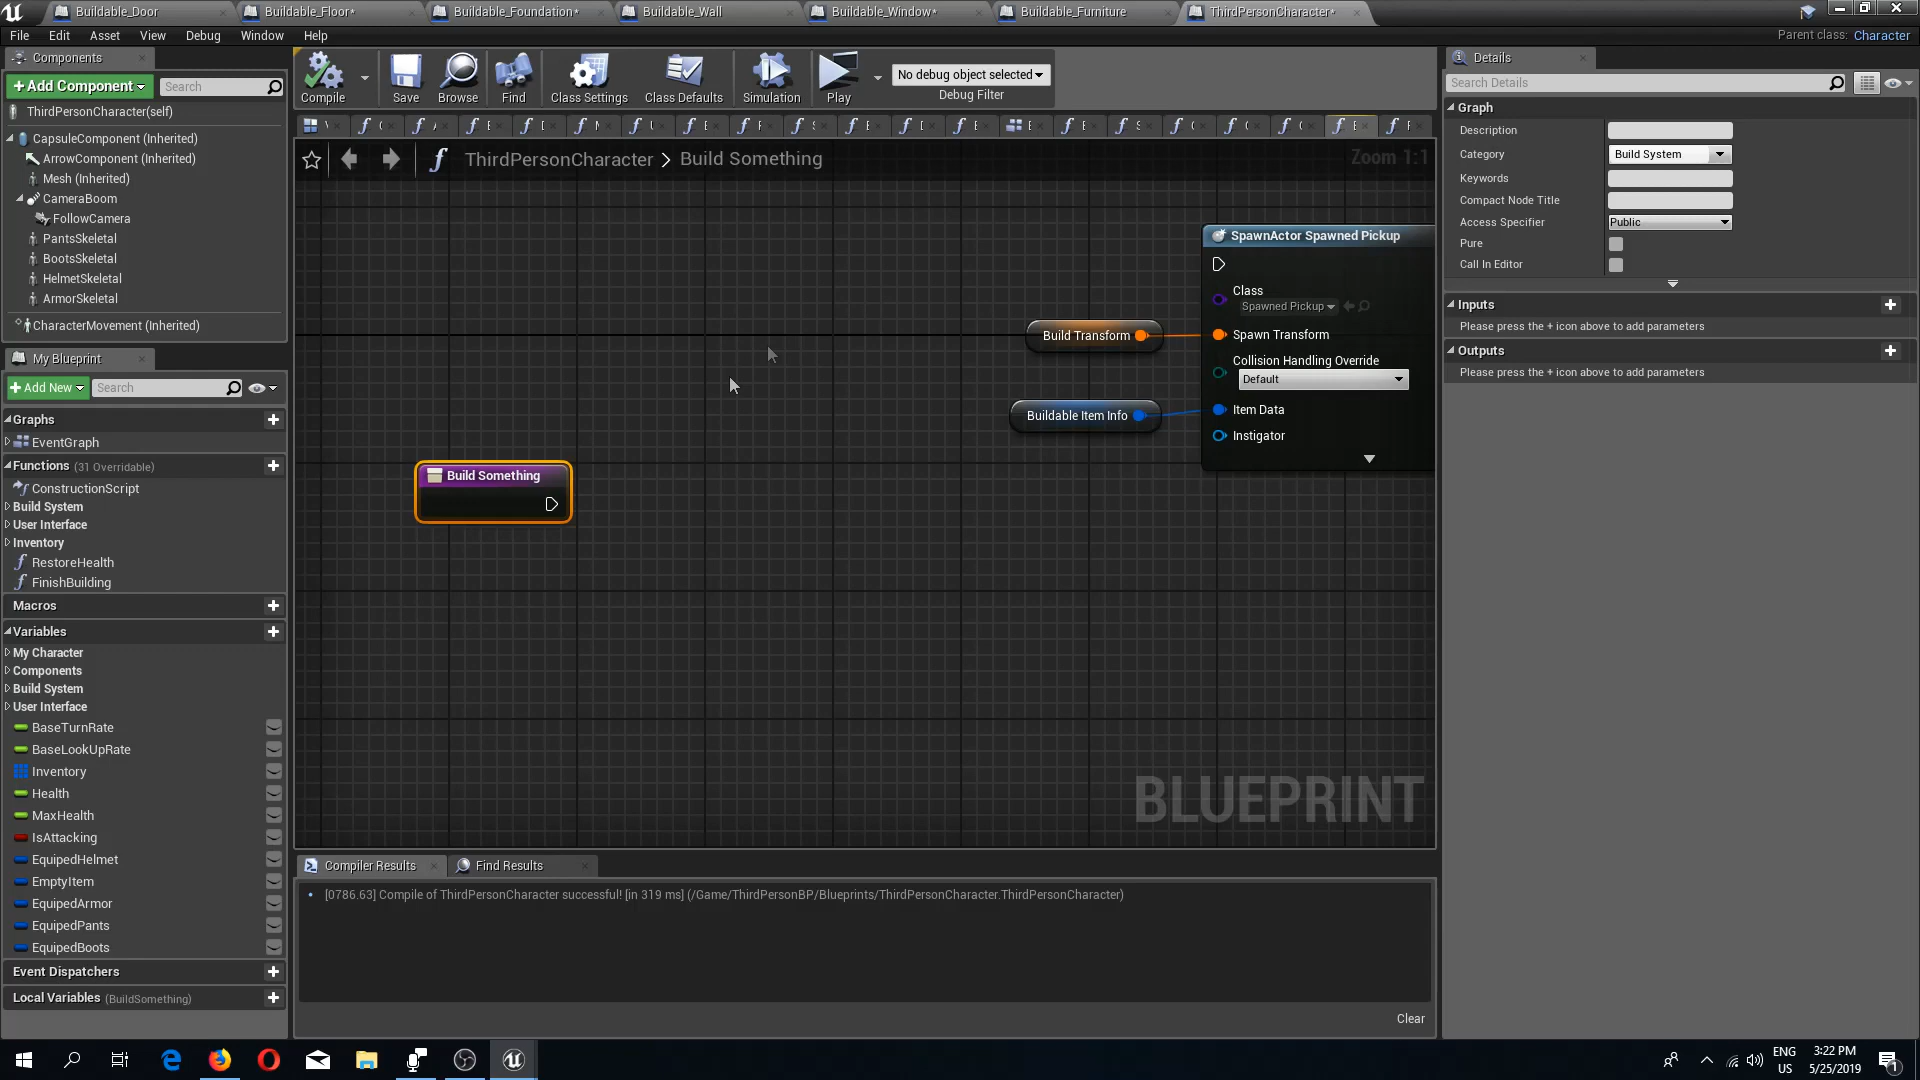 Buildable_Door
Buildable_Floor*
Buildable_Foundation*
Buildable_Wall
Buildable_Window*
Buildable_Furniture
ThirdPersonCharacter*
File Edit Asset View Debug Window Help
Parent class: Character
Components
+ Add Component
Search
ThirdPersonCharacter(self)
CapsuleComponent (Inherited)
ArrowComponent (Inherited)
Mesh (Inherited)
CameraBoom
FollowCamera
PantsSkeletal
BootsSkeletal
HelmetSkeletal
ArmorSkeletal
CharacterMovement (Inherited)
My Blueprint
+ Add New
Search
Graphs
EventGraph
Functions (31 Overridable)
ConstructionScript
Build System
User Interface
Inventory
RestoreHealth
FinishBuilding
Macros
Variables
My Character
Components
Build System
User Interface
BaseTurnRate
BaseLookUpRate
Inventory
Health
MaxHealth
IsAttacking
EquipedHelmet
EmptyItem
EquipedArmor
EquipedPants
EquipedBoots
Event Dispatchers
Local Variables (BuildSomething)
Compile
Save
Browse
Find
Class Settings
Class Defaults
Simulation
Play
No debug object selected
Debug Filter
ThirdPersonCharacter > Build Something
Zoom 1:1
Build Something
Build Transform
Buildable Item Info
SpawnActor Spawned Pickup
Class
Spawned Pickup
Spawn Transform
Collision Handling Override
Default
Item Data
Instigator
BLUEPRINT
Compiler Results
Find Results
[0786.63] Compile of ThirdPersonCharacter successful! [in 319 ms] (/Game/ThirdPersonBP/Blueprints/ThirdPersonCharacter.ThirdPersonCharacter)
Clear
Details
Search Details
Graph
Description
Category
Build System
Keywords
Compact Node Title
Access Specifier
Public
Pure
Call In Editor
Inputs
Please press the + icon above to add parameters
Outputs
Please press the + icon above to add parameters
ENG
US
3:22 PM
5/25/2019
1